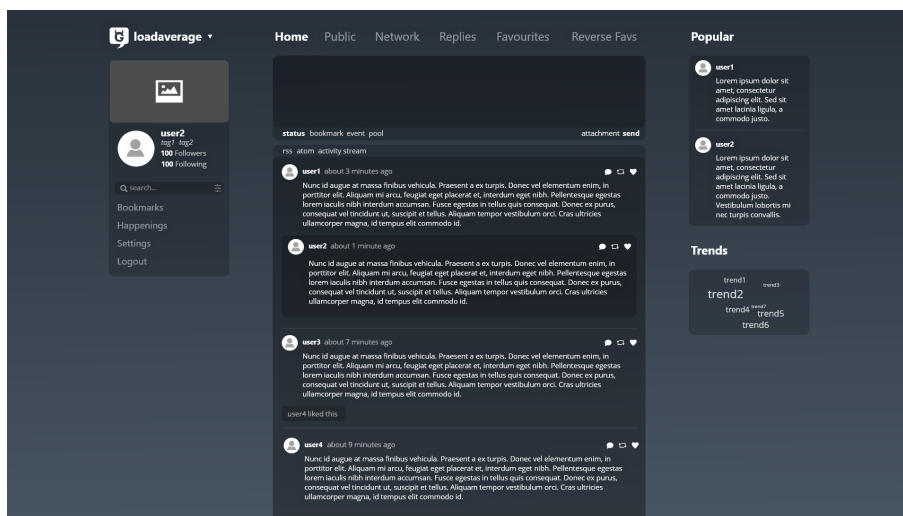 loadaverage
Home Public Network Replies Favourites Reverse Favs
Popular
user2
tag1 tag2
100 Followers
100 Following
search...
Bookmarks
Happenings
Settings
Logout
status bookmark event pool
attachment send
rss atom activity stream
user1 about 3 minutes ago
Nunc id augue at massa finibus vehicula. Praesent a ex turpis. Donec vel elementum enim, in
porttitor elit. Aliquam mi arcu, feugiat eget placerat et, interdum eget nibh. Pellentesque egestas
lorem iaculis nibh interdum accumsan. Fusce egestas in tellus quis consequat. Donec ex purus,
consequat vel tincidunt ut, suscipit et tellus. Aliquam tempor vestibulum orci. Cras ultricies
ullamcorper magna, id tempus elit commodo id.
user2 about 1 minute ago
Nunc id augue at massa finibus vehicula. Praesent a ex turpis. Donec vel elementum enim, in
porttitor elit. Aliquam mi arcu, feugiat eget placerat et, interdum eget nibh. Pellentesque egestas
lorem iaculis nibh interdum accumsan. Fusce egestas in tellus quis consequat. Donec ex purus,
consequat vel tincidunt ut, suscipit et tellus. Aliquam tempor vestibulum orci. Cras ultricies
ullamcorper magna, id tempus elit commodo id.
user3 about 7 minutes ago
Nunc id augue at massa finibus vehicula. Praesent a ex turpis. Donec vel elementum enim, in
porttitor elit. Aliquam mi arcu, feugiat eget placerat et, interdum eget nibh. Pellentesque egestas
lorem iaculis nibh interdum accumsan. Fusce egestas in tellus quis consequat. Donec ex purus,
consequat vel tincidunt ut, suscipit et tellus. Aliquam tempor vestibulum orci. Cras ultricies
ullamcorper magna, id tempus elit commodo id.
user4 liked this
user4 about 9 minutes ago
Nunc id augue at massa finibus vehicula. Praesent a ex turpis. Donec vel elementum enim, in
porttitor elit. Aliquam mi arcu, feugiat eget placerat et, interdum eget nibh. Pellentesque egestas
lorem iaculis nibh interdum accumsan. Fusce egestas in tellus quis consequat. Donec ex purus,
consequat vel tincidunt ut, suscipit et tellus. Aliquam tempor vestibulum orci. Cras ultricies
ullamcorper magna, id tempus elit commodo id.
user1
Lorem ipsum dolor sit
amet, consectetur
adipiscing elit. Sed sit
amet lacinia ligula, a
commodo justo.
user2
Lorem ipsum dolor sit
amet, consectetur
adipiscing elit. Sed sit
amet lacinia ligula, a
commodo justo.
Vestibulum lobortis mi
nec turpis convallis.
Trends
trend1
trend3
trend2
trend4 trend7
trend5
trend6